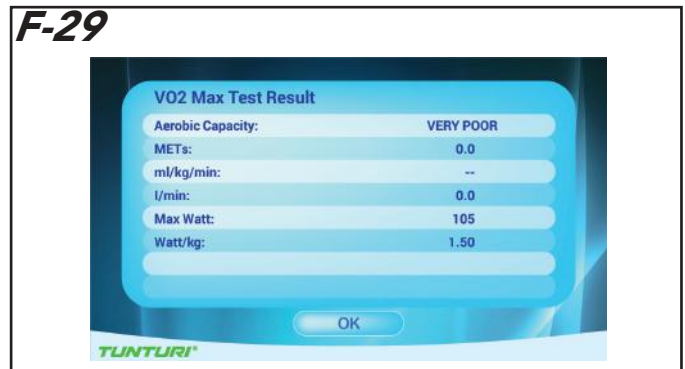 F-29
VO2 Max Test Result
Aerobic Capacity: VERY POOR
METs: 0.0
ml/kg/min: --
l/min: 0.0
Max Watt: 105
Watt/kg: 1.50
OK
TUNTURI®